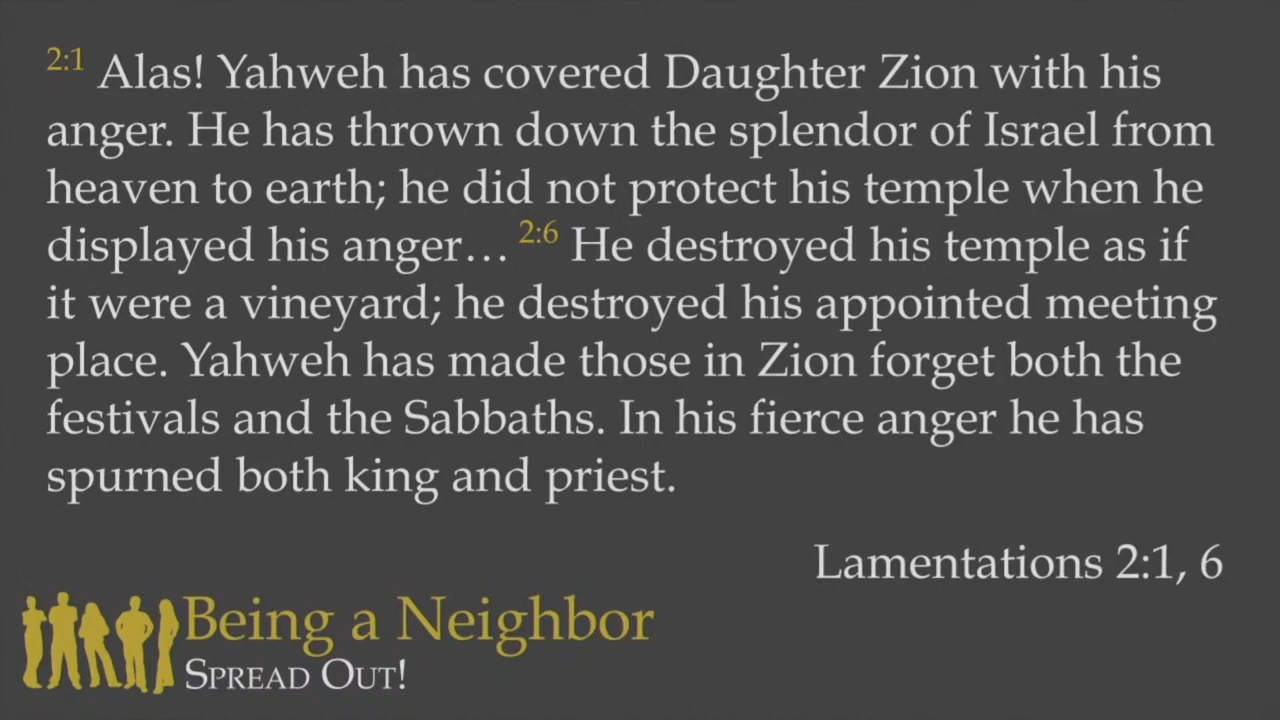 2:1 Alas! Yahweh has covered Daughter Zion with his
anger. He has thrown down the splendor of Israel from
heaven to earth; he did not protect his temple when he
displayed his anger… 2:6 He destroyed his temple as if
it were a vineyard; he destroyed his appointed meeting
place. Yahweh has made those in Zion forget both the
festivals and the Sabbaths. In his fierce anger he has
spurned both king and priest.
Lamentations 2:1, 6
Being a Neighbor
SPREAD OUT!